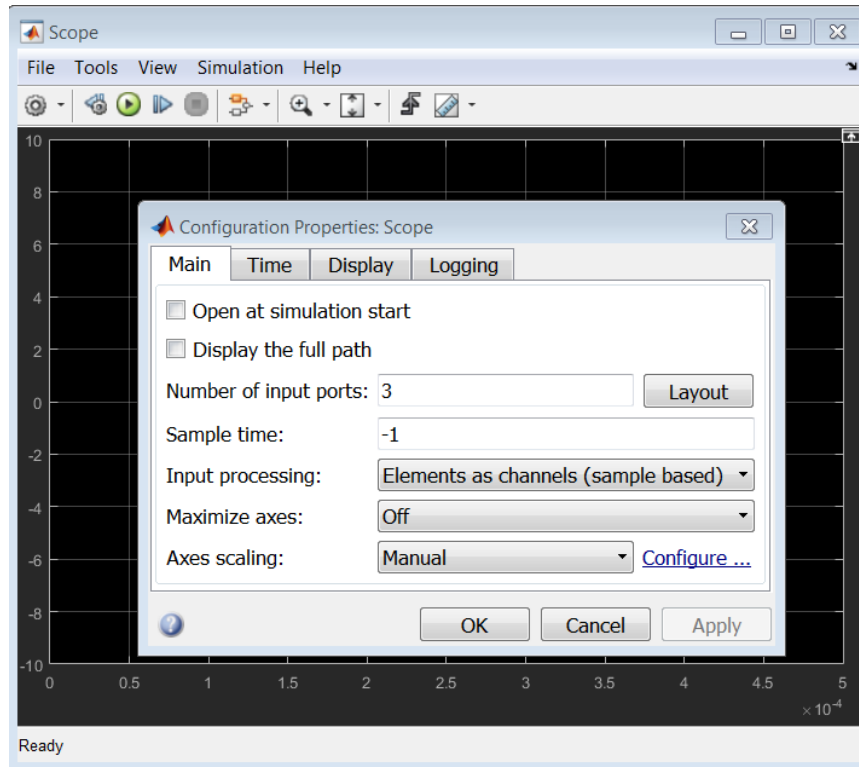 Scope
File Tools View Simulation Help
10
8
6
4
2
0
-2
-4
-6
-8
-10
0 0.5 1 1.5 2 2.5 3 3.5 4 4.5 5
× 10-4
Configuration Properties: Scope
Main Time Display Logging
Open at simulation start
Display the full path
Number of input ports: 3 Layout
Sample time: -1
Input processing: Elements as channels (sample based)
Maximize axes: Off
Axes scaling: Manual Configure ...
? OK Cancel Apply
Ready